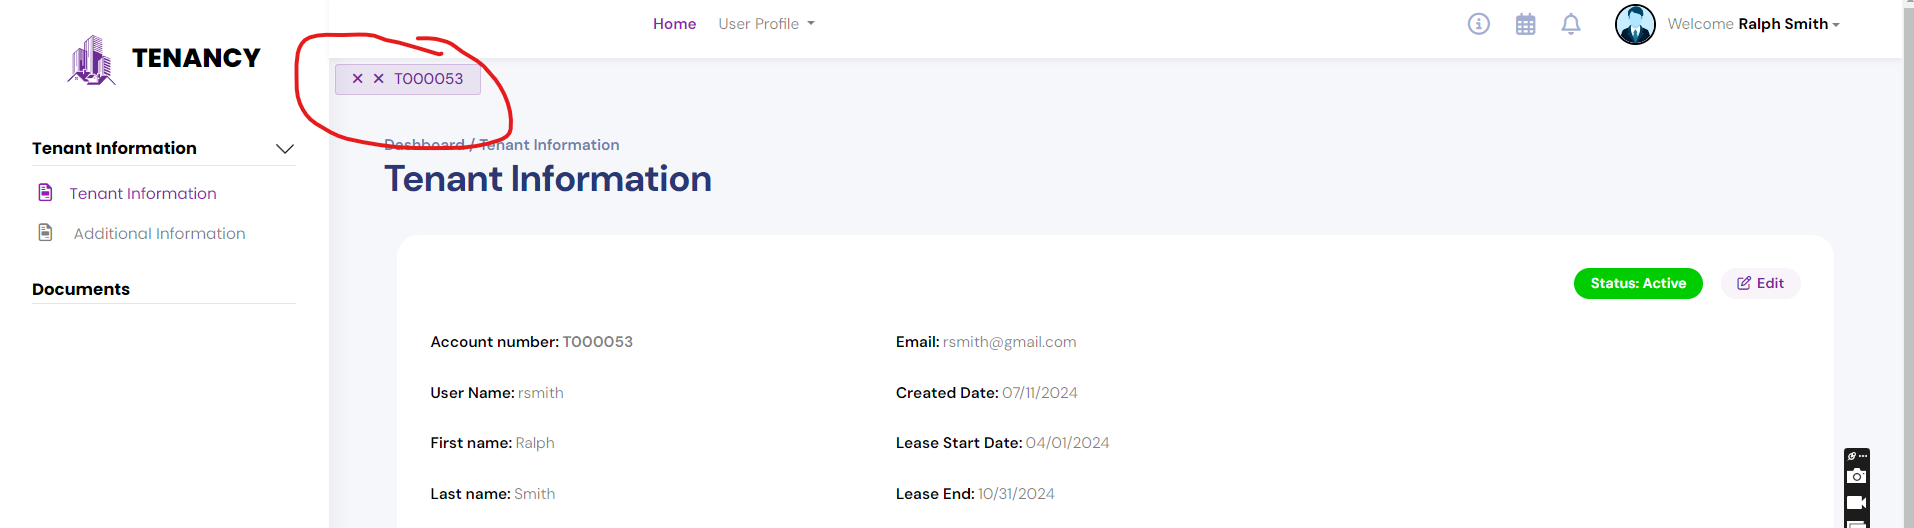 TENANCY
Home User Profile
Welcome Ralph Smith
T000053
Tenant Information
Tenant Information
Additional Information
Documents
Dashboard / Tenant Information
Tenant Information
Status: Active Edit
Account number: T000053 Email: rsmith@gmail.com
User Name: rsmith Created Date: 07/11/2024
First name: Ralph Lease Start Date: 04/01/2024
Last name: Smith Lease End: 10/31/2024